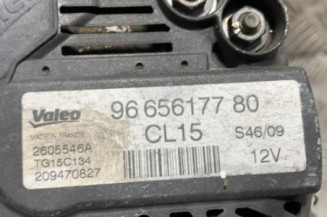 Valeo 96 656177 80
MADE IN FRANCE CL15 S46/09
2605546A 12V
TG15C134
209470827